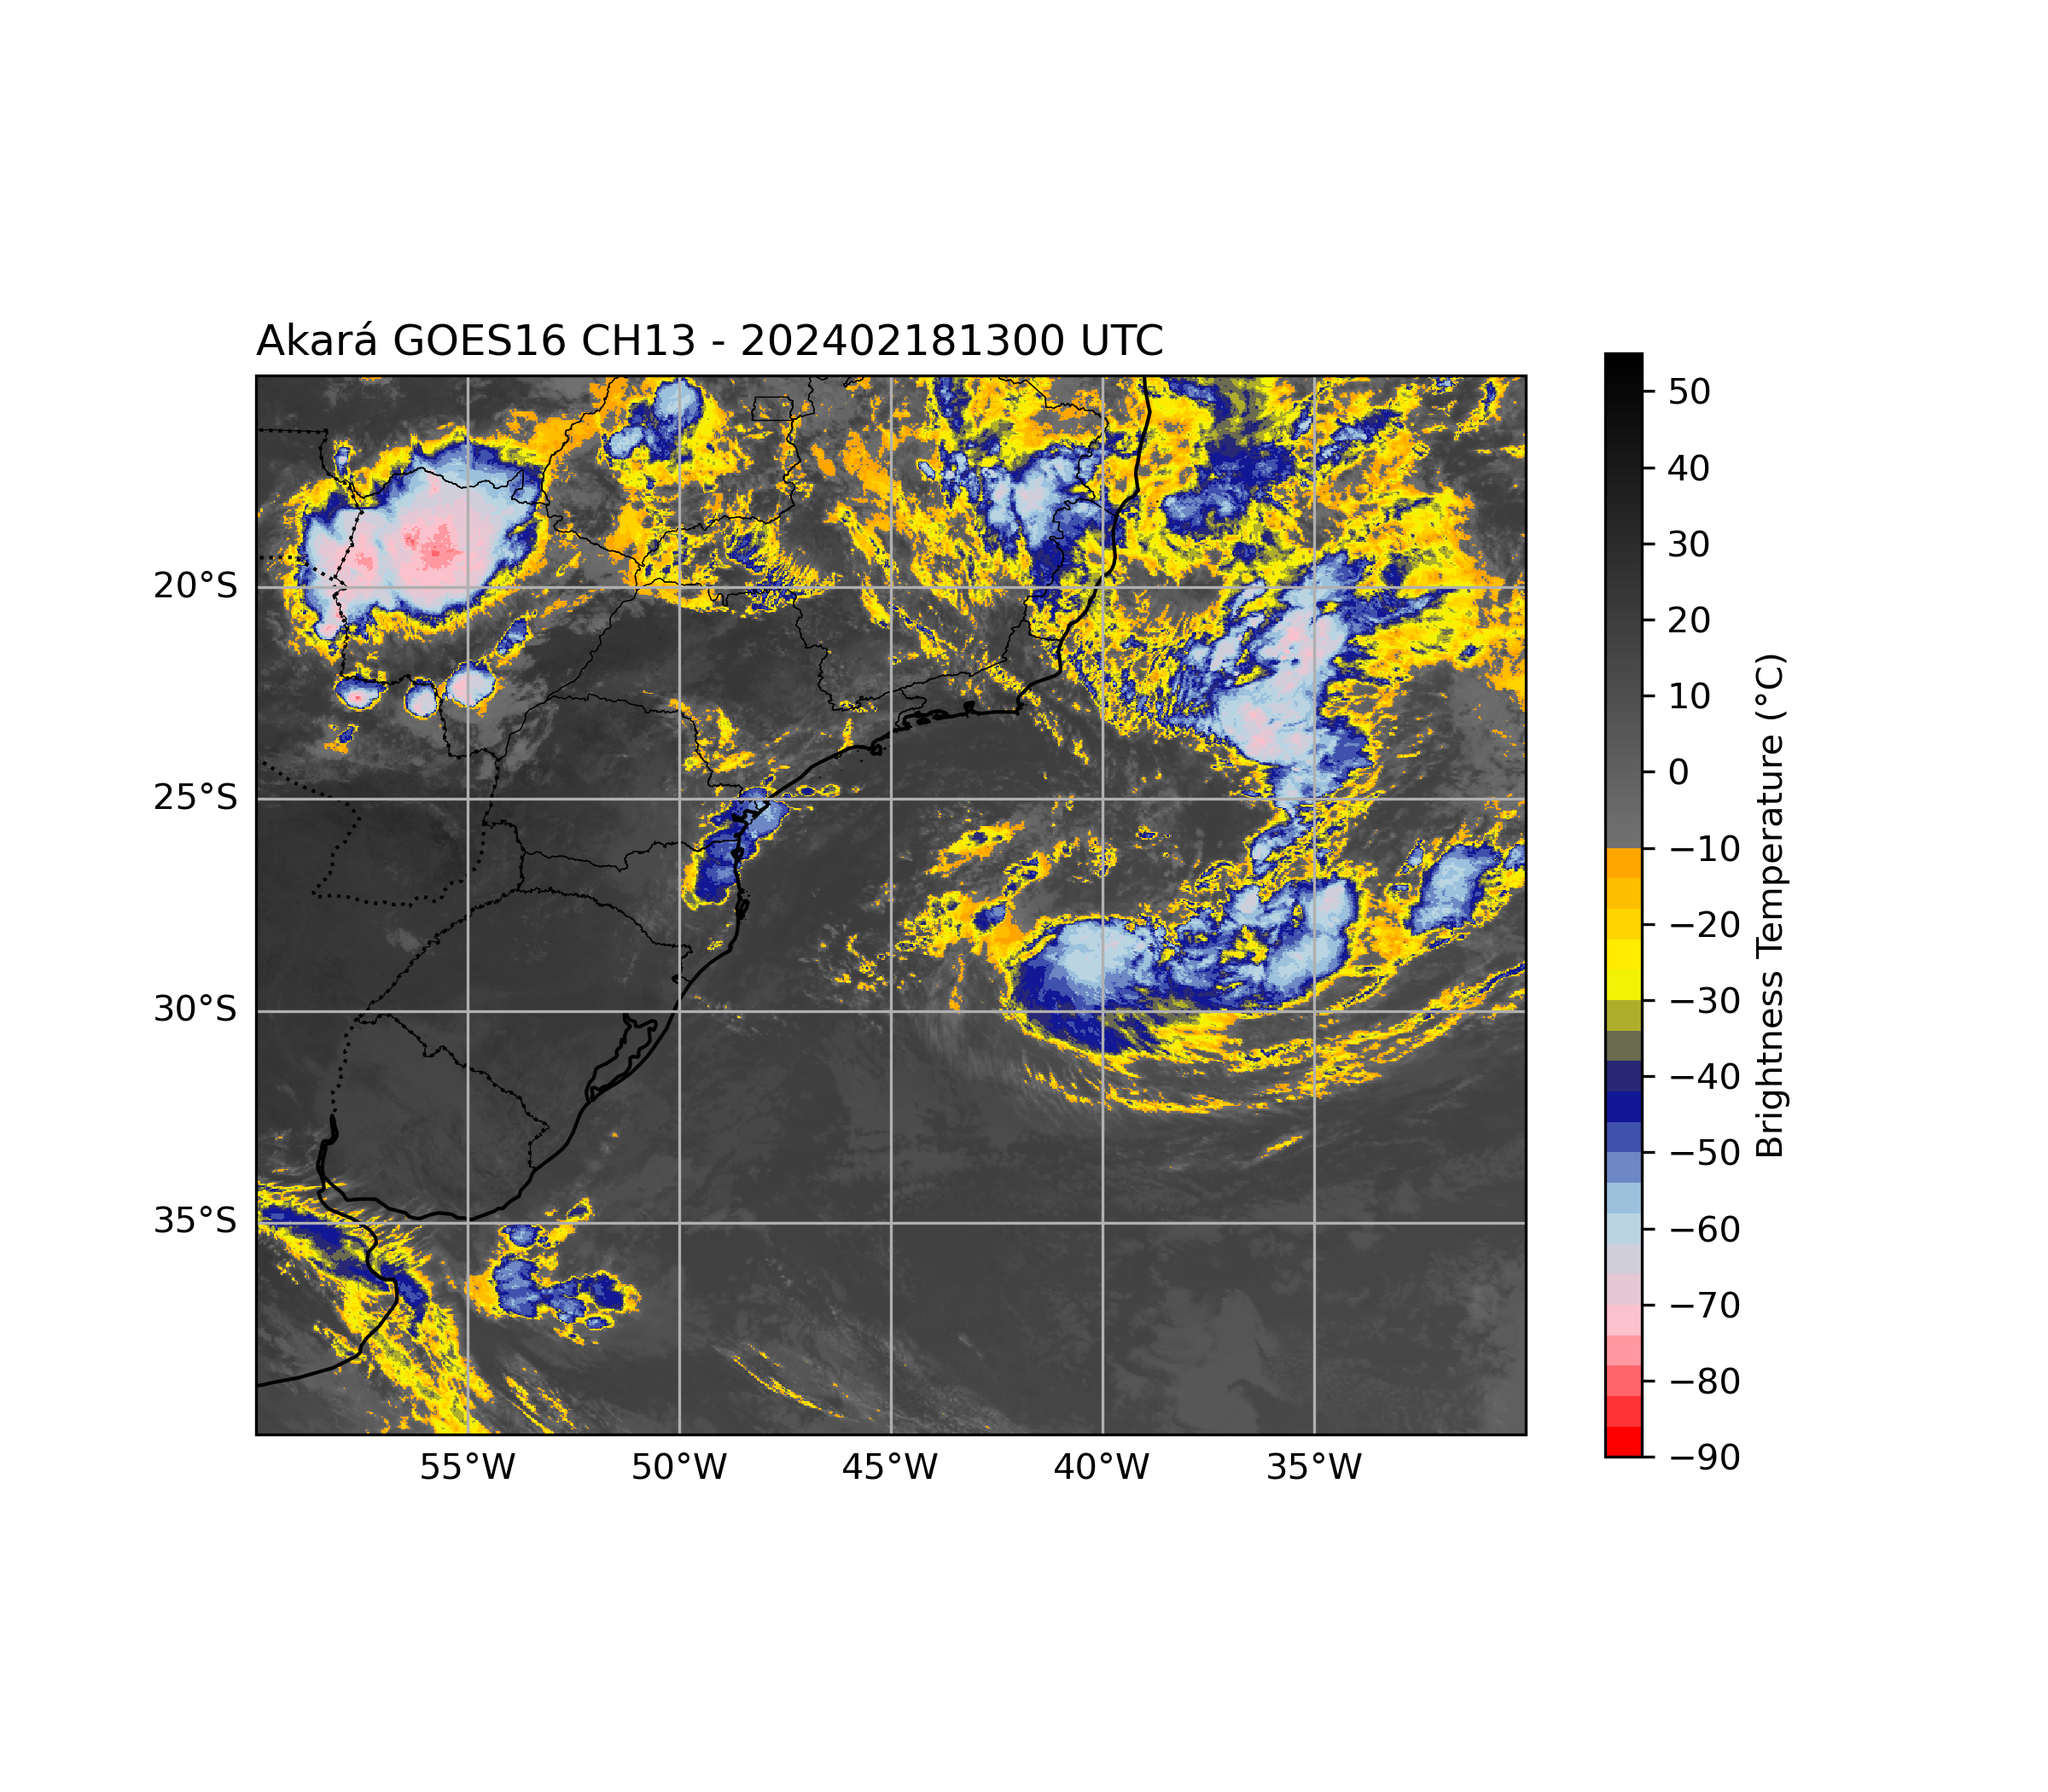 Akará GOES16 CH13 - 202402181300 UTC
20°S
25°S
30°S
35°S
55°W
50°W
45°W
40°W
35°W
50
40
30
20
10
0
−10
−20
−30
−40
−50
−60
−70
−80
−90
Brightness Temperature (°C)